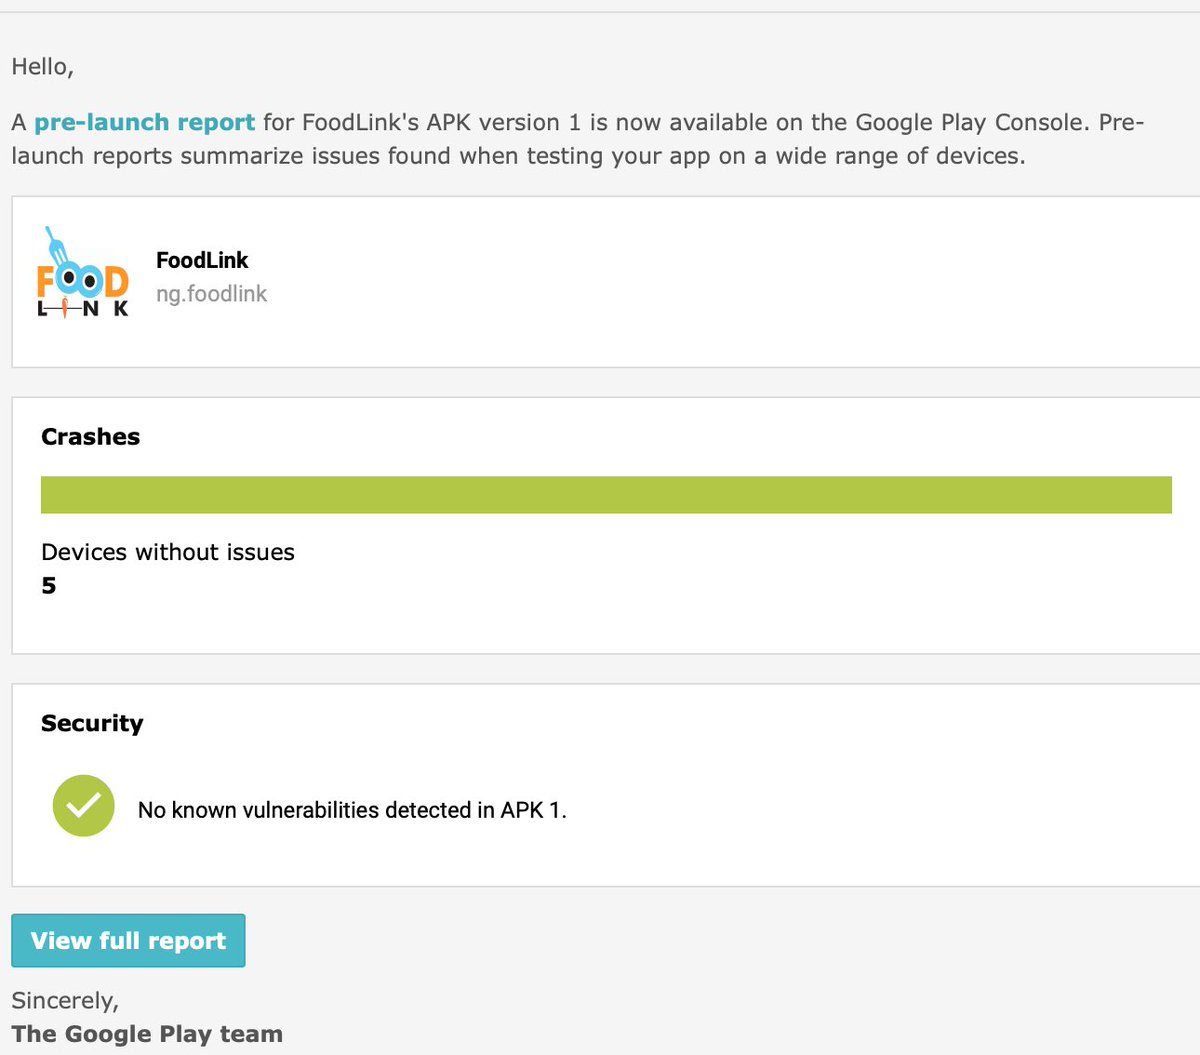 Hello,
A pre-launch report for FoodLink's APK version 1 is now available on the Google Play Console. Pre-
launch reports summarize issues found when testing your app on a wide range of devices.
FOOD
LINK
FoodLink
ng.foodlink
Crashes
Devices without issues
5
Security
No known vulnerabilities detected in APK 1.
View full report
Sincerely,
The Google Play team